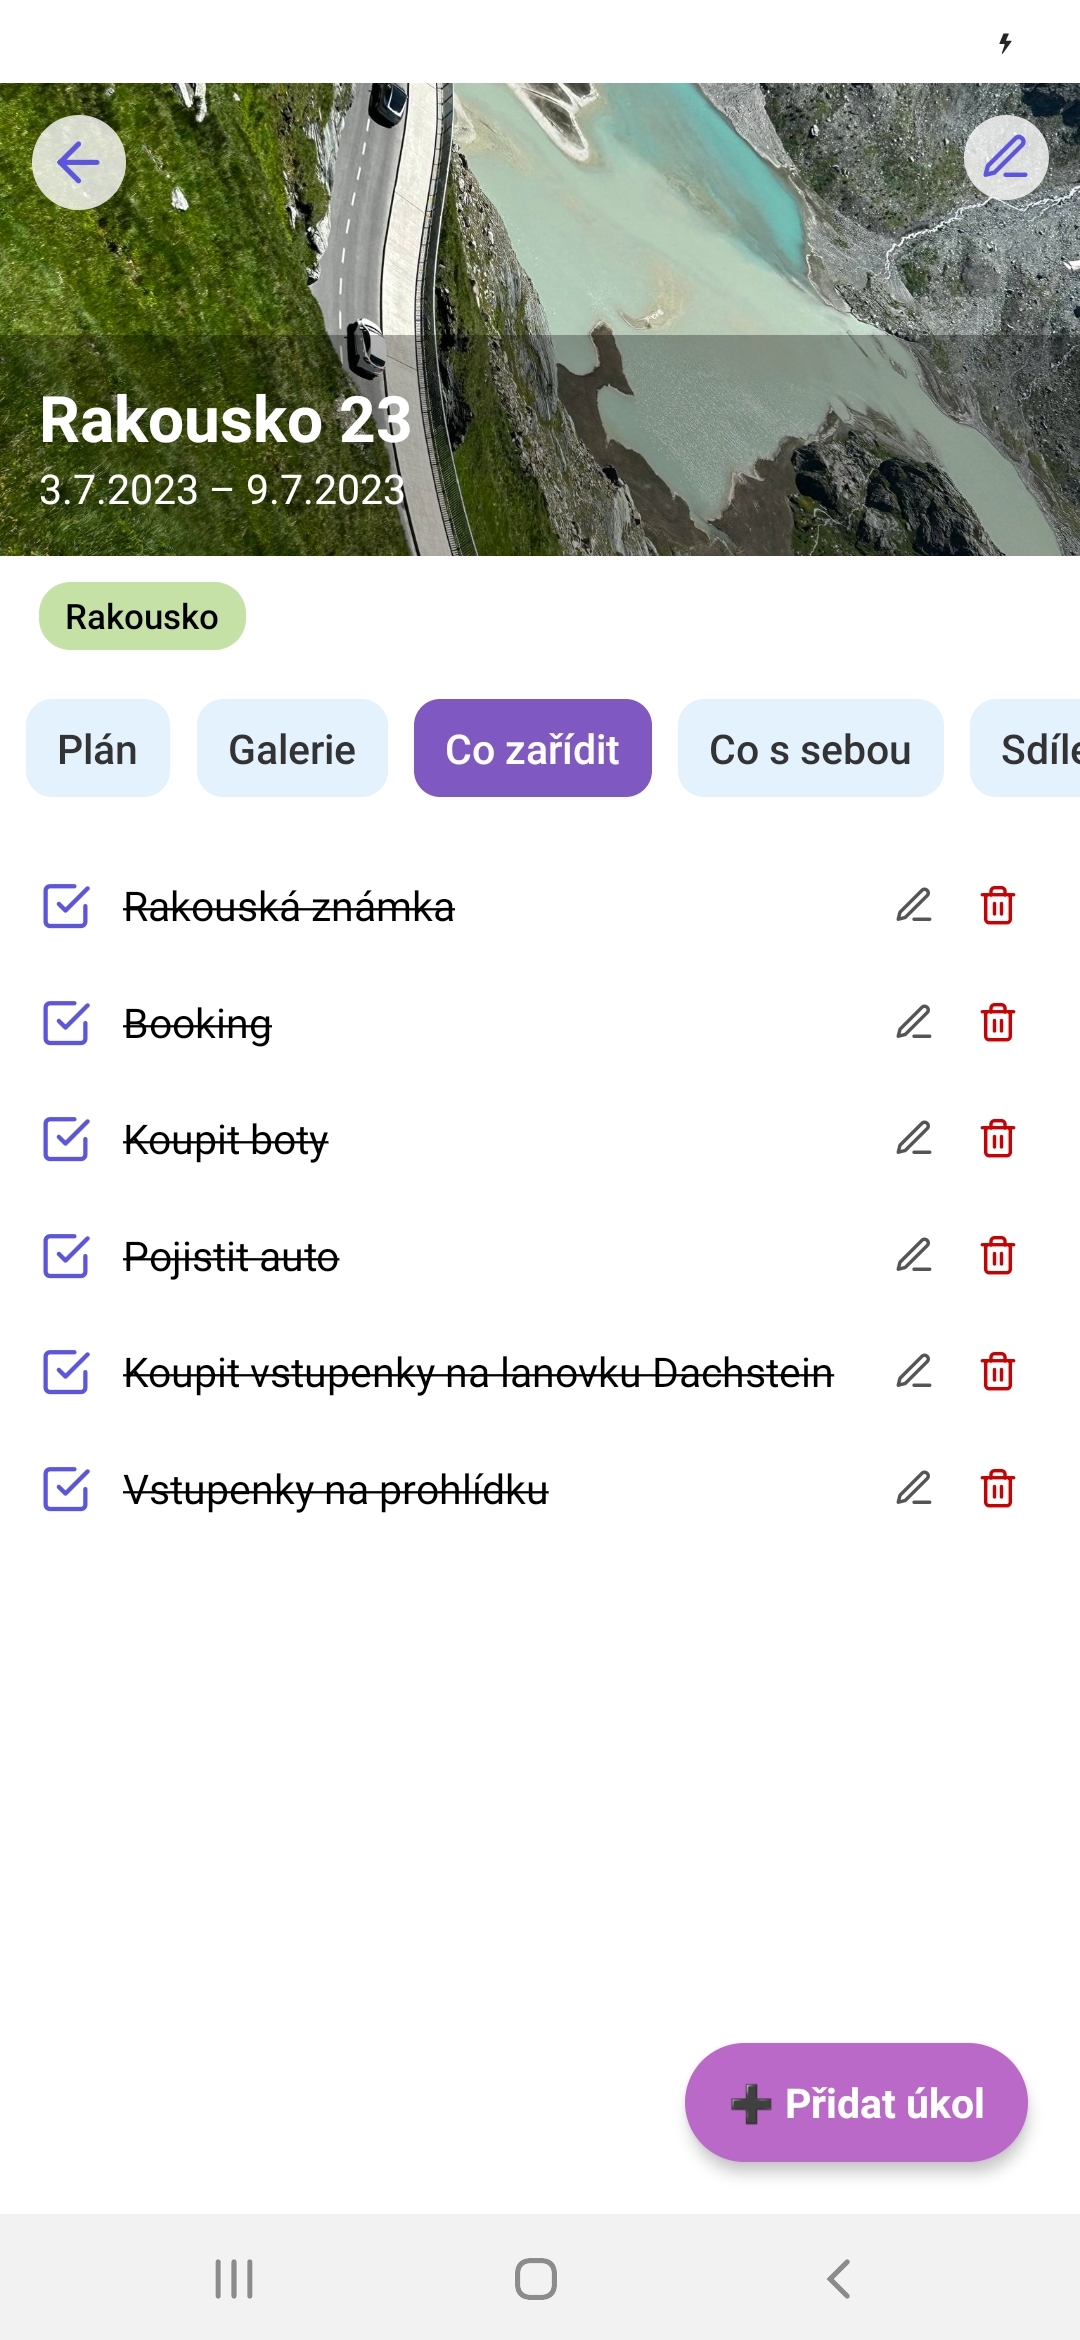 Rakousko 23
3.7.2023 – 9.7.2023
Rakousko
Plán
Galerie
Co zařídit
Co s sebou
Sdíle
Rakouská známka
Booking
Koupit boty
Pojistit auto
Koupit vstupenky na lanovku Dachstein
Vstupenky na prohlídku
Přidat úkol